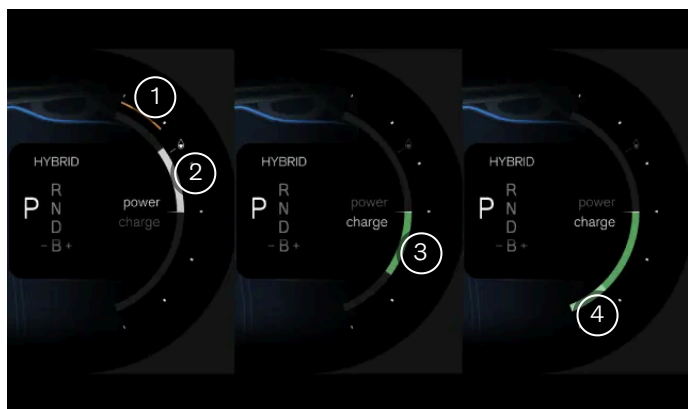 1
2
HYBRID
R
P N
D
– B +
power
charge
HYBRID
R
P N
D
– B +
power
charge
3
HYBRID
R
P N
D
– B +
power
charge
4